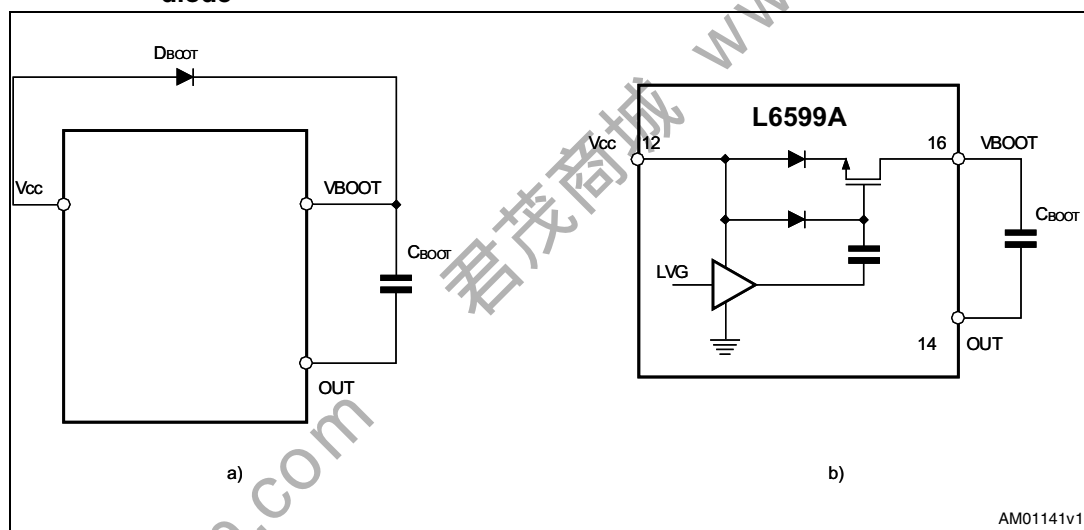 DBOOT
Vcc
VBOOT
CBOOT
OUT
a)
L6599A
Vcc
12
16
VBOOT
CBOOT
LVG
14
OUT
b)
AM01141v1
君茂商城 www
.com